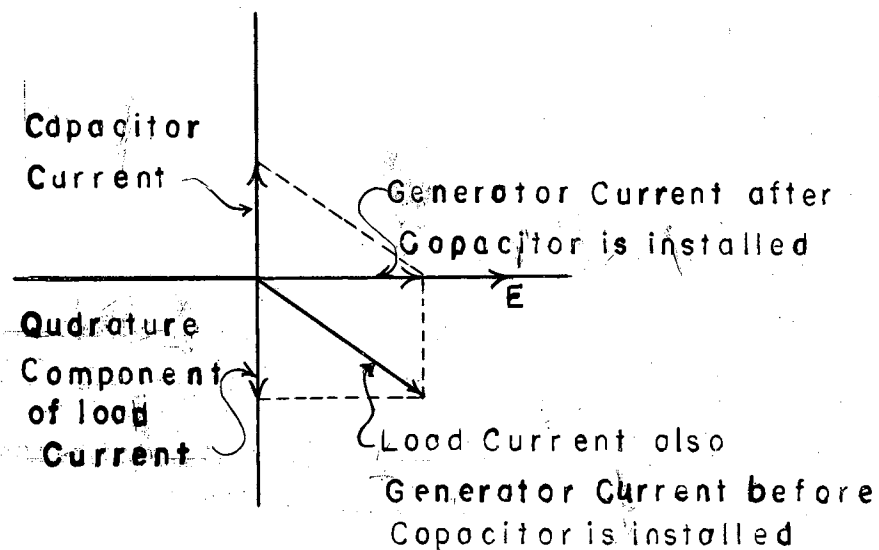 Capacitor
Current
Generator Current after
Capacitor is installed
E
Qudrature
Component
of load
Current
Load Current also
Generator Current before
Capacitor is installed